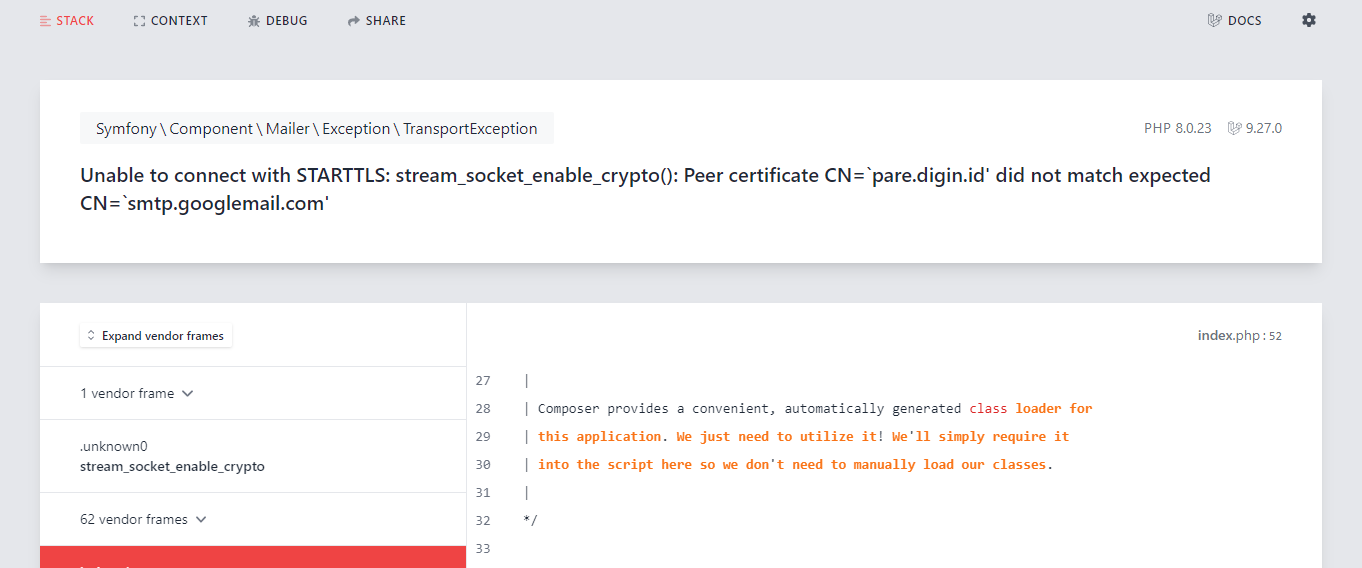 STACK CONTEXT DEBUG SHARE DOCS
Symfony \ Component \ Mailer \ Exception \ TransportException PHP 8.0.23 9.27.0
Unable to connect with STARTTLS: stream_socket_enable_crypto(): Peer certificate CN=`pare.digin.id' did not match expected
CN=`smtp.googlemail.com'
Expand vendor frames
1 vendor frame
.unknown0
stream_socket_enable_crypto
62 vendor frames
index.php : 52
27 |
28 | Composer provides a convenient, automatically generated class loader for
29 | this application. We just need to utilize it! We'll simply require it
30 | into the script here so we don't need to manually load our classes.
31 |
32 */
33